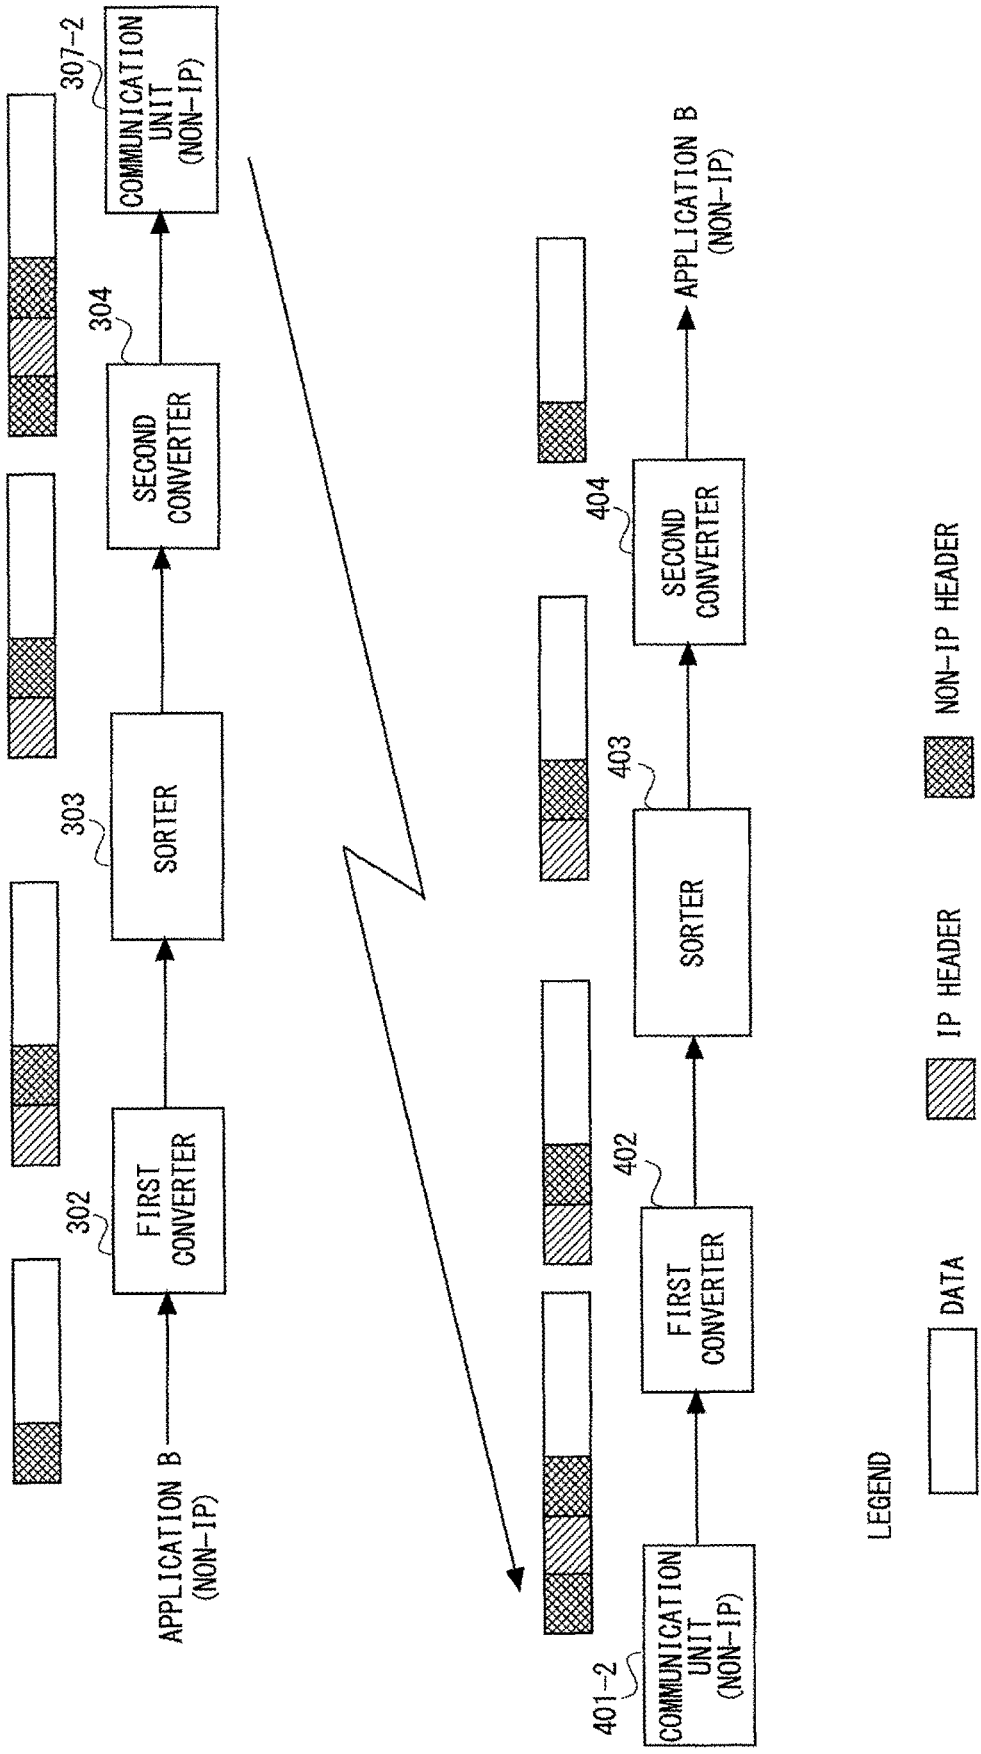 APPLICATION B
(NON-IP)
302
FIRST
CONVERTER
303
SORTER
304
SECOND
CONVERTER
307-2
COMMUNICATION
UNIT
(NON-IP)
401-2
COMMUNICATION
UNIT
(NON-IP)
402
FIRST
CONVERTER
403
SORTER
404
SECOND
CONVERTER
APPLICATION B
(NON-IP)
LEGEND
DATA
IP HEADER
NON-IP HEADER